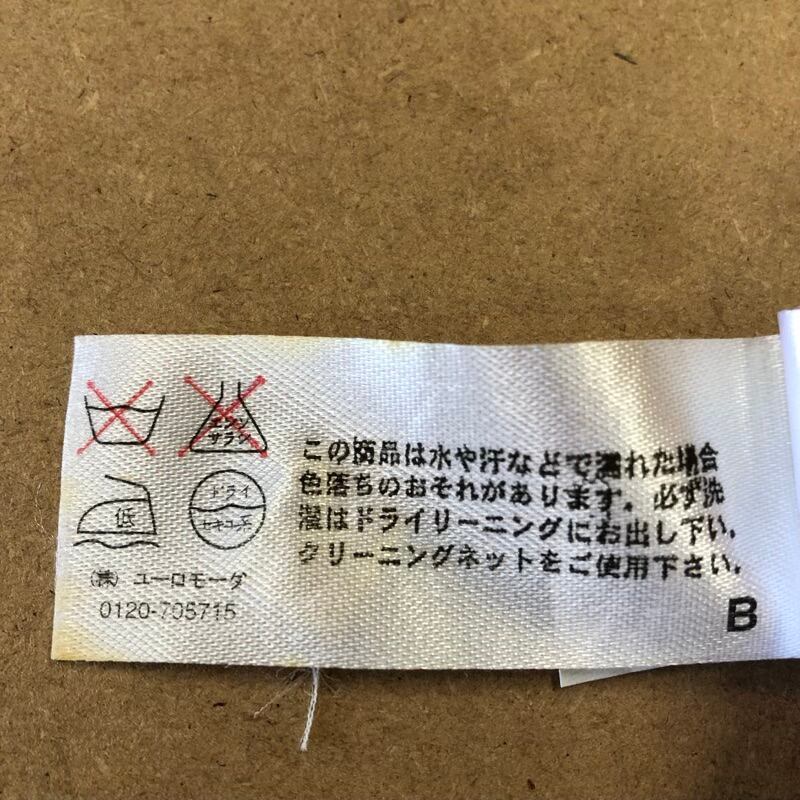 エンソ
サラシ
低
ドライ
セキユ系
(株) ユーロモーダ
0120-705715
この商品は水や汗などで濡れた場合
色落ちのおそれがあります。必ず洗
濯はドライリーニングにお出し下い。
クリーニングネットをご使用下さい。
B